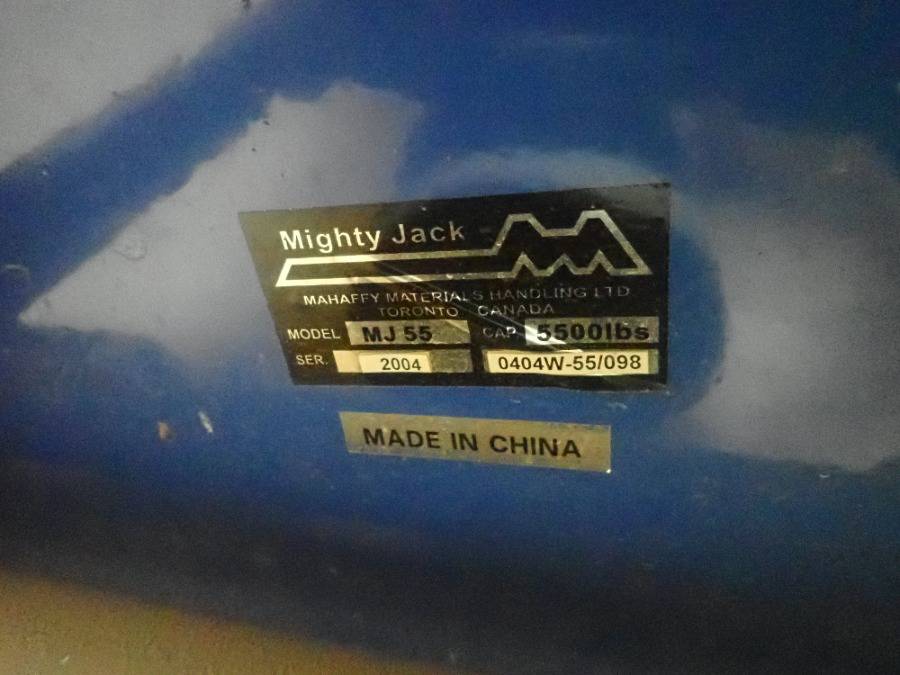 Mighty Jack
MAHAFFY MATERIALS HANDLING LTD
TORONTO CANADA
MODEL MJ 55 CAP. 5500lbs
SER. 2004 0404W-55/098
MADE IN CHINA